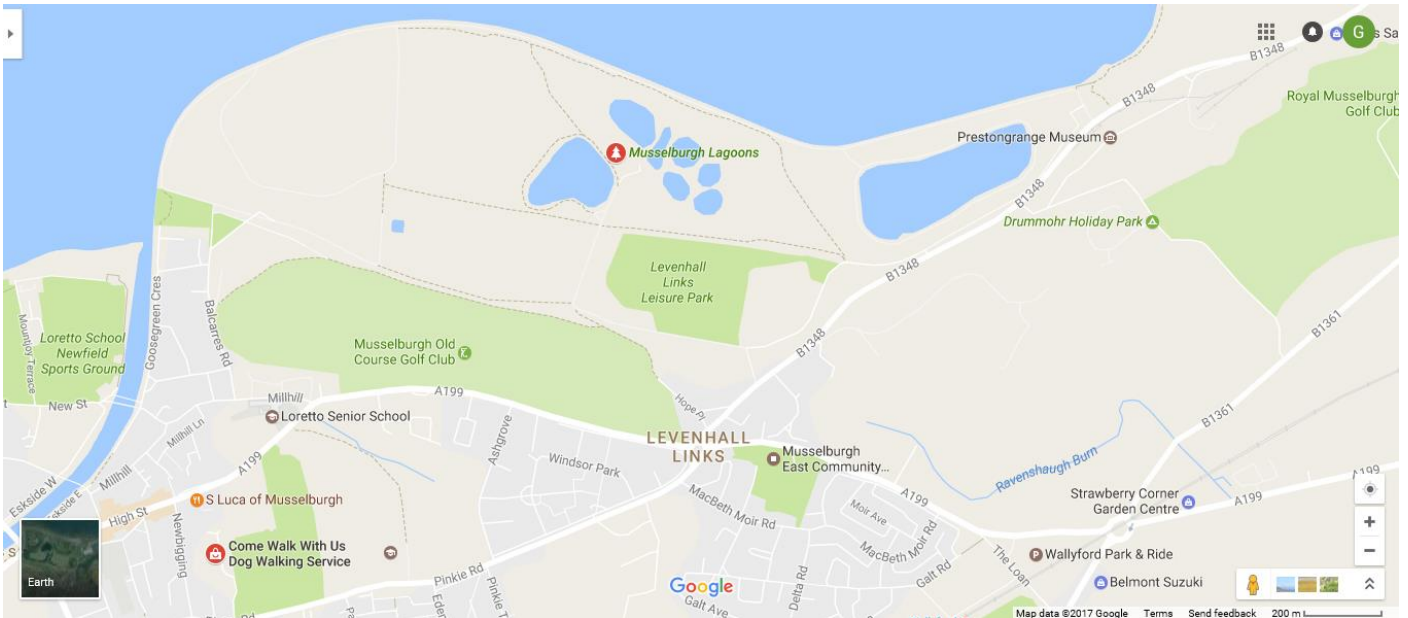 G
s Sa
B1348
Royal Musselburgh
Golf Club
B1348
Prestongrange Museum
Musselburgh Lagoons
B1348
Drummohr Holiday Park
Levenhall
Links
Leisure Park
B1348
Goosegreen Cres
Balcarres Rd
Mountjoy Terrace
Loretto School
Newfield
Sports Ground
B1361
Musselburgh Old
Course Golf Club
B1348
A199
Millhill
New St
t
Hope Pl
Loretto Senior School
B1361
Millhill Ln
Ashgrove
LEVENHALL
LINKS
Musselburgh
East Community...
Windsor Park
Ravenshaugh Burn
A199
Millhill
Eskside W
Eskside E
A199
S Luca of Musselburgh
MacBeth Moir Rd
A199
Strawberry Corner
Garden Centre
A199
High St
Newbigging
Moir Ave
S
Come Walk With Us
Dog Walking Service
MacBeth Moir Rd
The Loan
Wallyford Park & Ride
Galt Rd
Pinkie Rd
Earth
Google
Delta Rd
Belmont Suzuki
Pinkie T
Eden
Galt Ave
Map data ©2017 Google Terms Send feedback 200 m